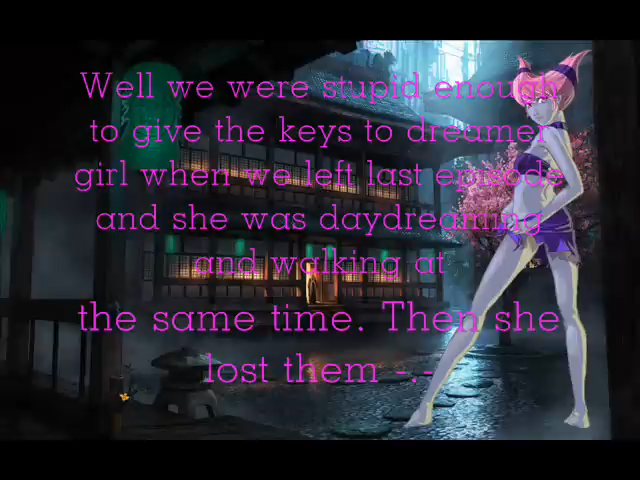 Well we were stupid enough
to give the keys to dreamer
girl when we left last episode
and she was daydreaming
and walking at
the same time. Then she
lost them -.-